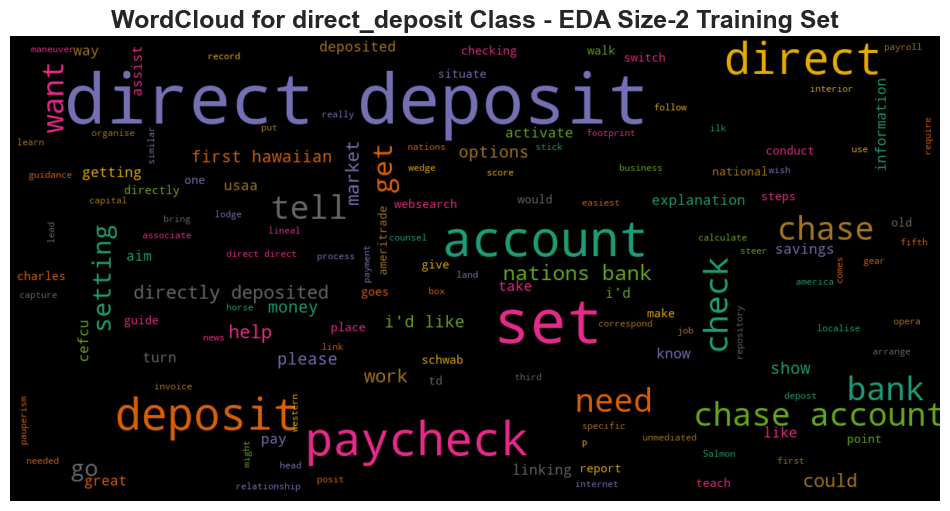 WordCloud for direct_deposit Class - EDA Size-2 Training Set
maneuver
way
record
assist
deposited
checking
walk
switch
direct
payroll
want
direct deposit
situate
interior
learn
organise
similar
put
really
follow
activate
footprint
ilk
information
require
first hawaiian
market
get
nations
options
stick
conduct
guidance
getting
one
usaa
wedge
score
business
national
wish
directly
capital
lodge
tell
websearch
would
easiest
explanation
steps
lead
setting
bring
associate
lineal
ameritrade
counsel
account
calculate
chase
old
fifth
aim
direct direct
process
payment
give
land
nations bank
steer
savings
comes
gear
charles
capture
directly deposited
horse
money
goes
box
take
i'd
check
america
cefcu
guide
news
help
place
link
i'd like
set
correspond
make
job
repository
localise
opera
turn
please
schwab
know
arrange
invoice
work
td
third
show
bank
pauperism
deposit
western
paycheck
need
specific
depost
chase account
needed
go
great
might
pay
head
relationship
posit
linking
p
report
unmediated
internet
Salmon
teach
like
first
point
could